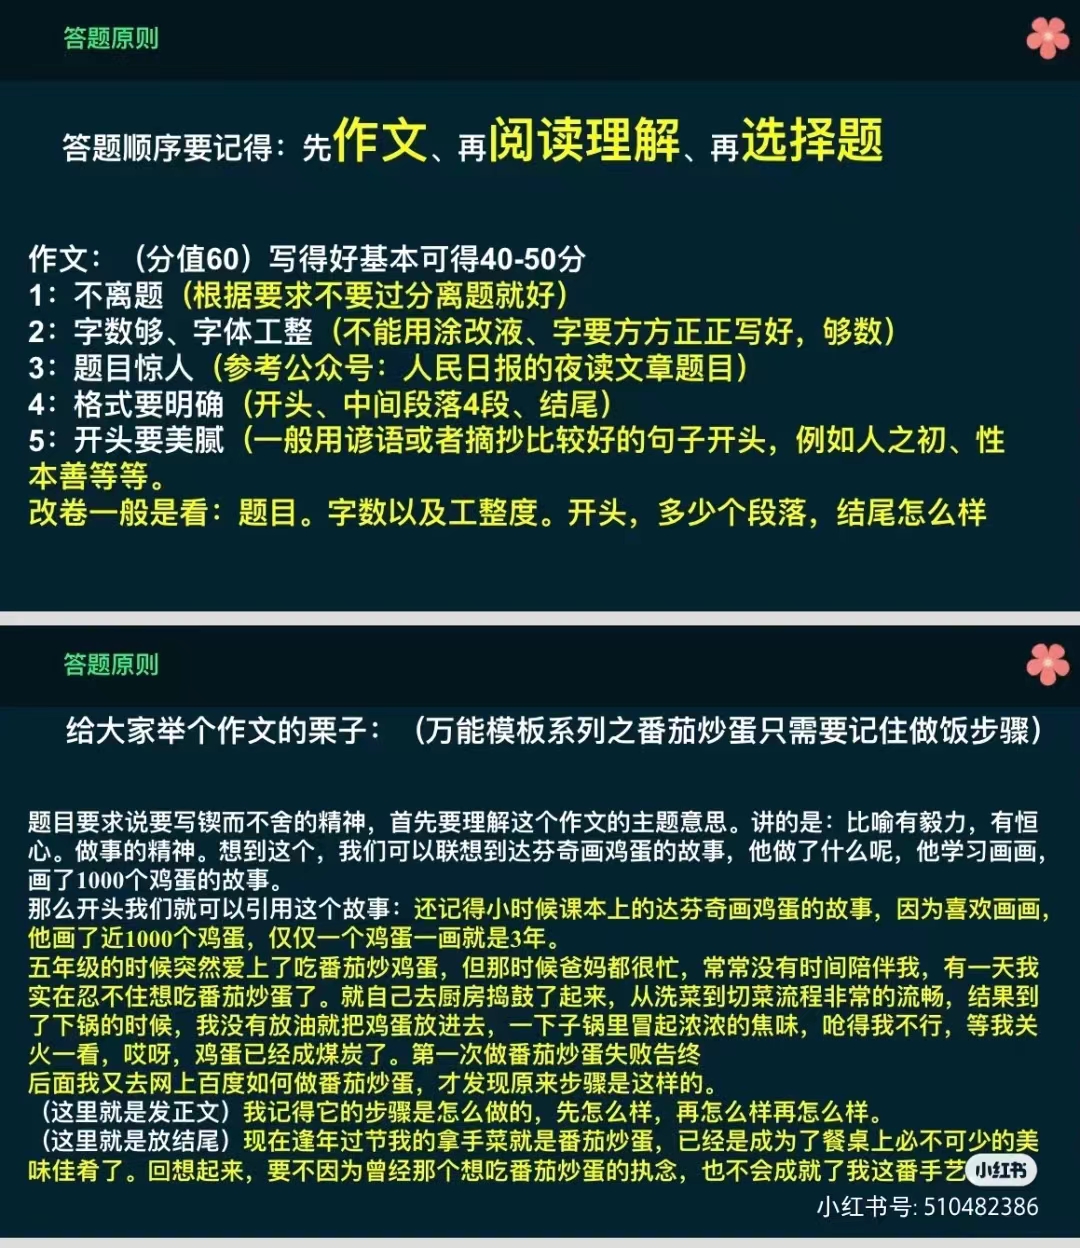 答题原则
答题顺序要记得：先作文、再阅读理解、再选择题
作文：（分值60）写得好基本可得40-50分
1：不离题（根据要求不要过分离题就好）
2：字数够、字体工整（不能用涂改液、字要方方正正写好，够数）
3：题目惊人（参考公众号：人民日报的夜读文章题目）
4：格式要明确（开头、中间段落4段、结尾）
5：开头要美腻（一般用谚语或者摘抄比较好的句子开头，例如人之初、性
本善等等。
改卷一般是看：题目。字数以及工整度。开头，多少个段落，结尾怎么样
答题原则
给大家举个作文的栗子：（万能模板系列之番茄炒蛋只需要记住做饭步骤）
题目要求说要写锲而不舍的精神，首先要理解这个作文的主题意思。讲的是：比喻有毅力，有恒
心。做事的精神。想到这个，我们可以联想到达芬奇画鸡蛋的故事，他做了什么呢，他学习画画，
画了1000个鸡蛋的故事。
那么开头我们就可以引用这个故事：还记得小时候课本上的达芬奇画鸡蛋的故事，因为喜欢画画，
他画了近1000个鸡蛋，仅仅一个鸡蛋一画就是3年。
五年级的时候突然爱上了吃番茄炒鸡蛋，但那时候爸妈都很忙，常常没有时间陪伴我，有一天我
实在忍不住想吃番茄炒蛋了。就自己去厨房捣鼓了起来，从洗菜到切菜流程非常的流畅，结果到
了下锅的时候，我没有放油就把鸡蛋放进去，一下子锅里冒起浓浓的焦味，呛得我不行，等我关
火一看，哎呀，鸡蛋已经成煤炭了。第一次做番茄炒蛋失败告终
后面我又去网上百度如何做番茄炒蛋，才发现原来步骤是这样的。
（这里就是发正文）我记得它的步骤是怎么做的，先怎么样，再怎么样再怎么样。
（这里就是放结尾）现在逢年过节我的拿手菜就是番茄炒蛋，已经是成为了餐桌上必不可少的美
味佳肴了。回想起来，要不因为曾经那个想吃番茄炒蛋的执念，也不会成就了我这番手艺
小红书
小红书号: 510482386